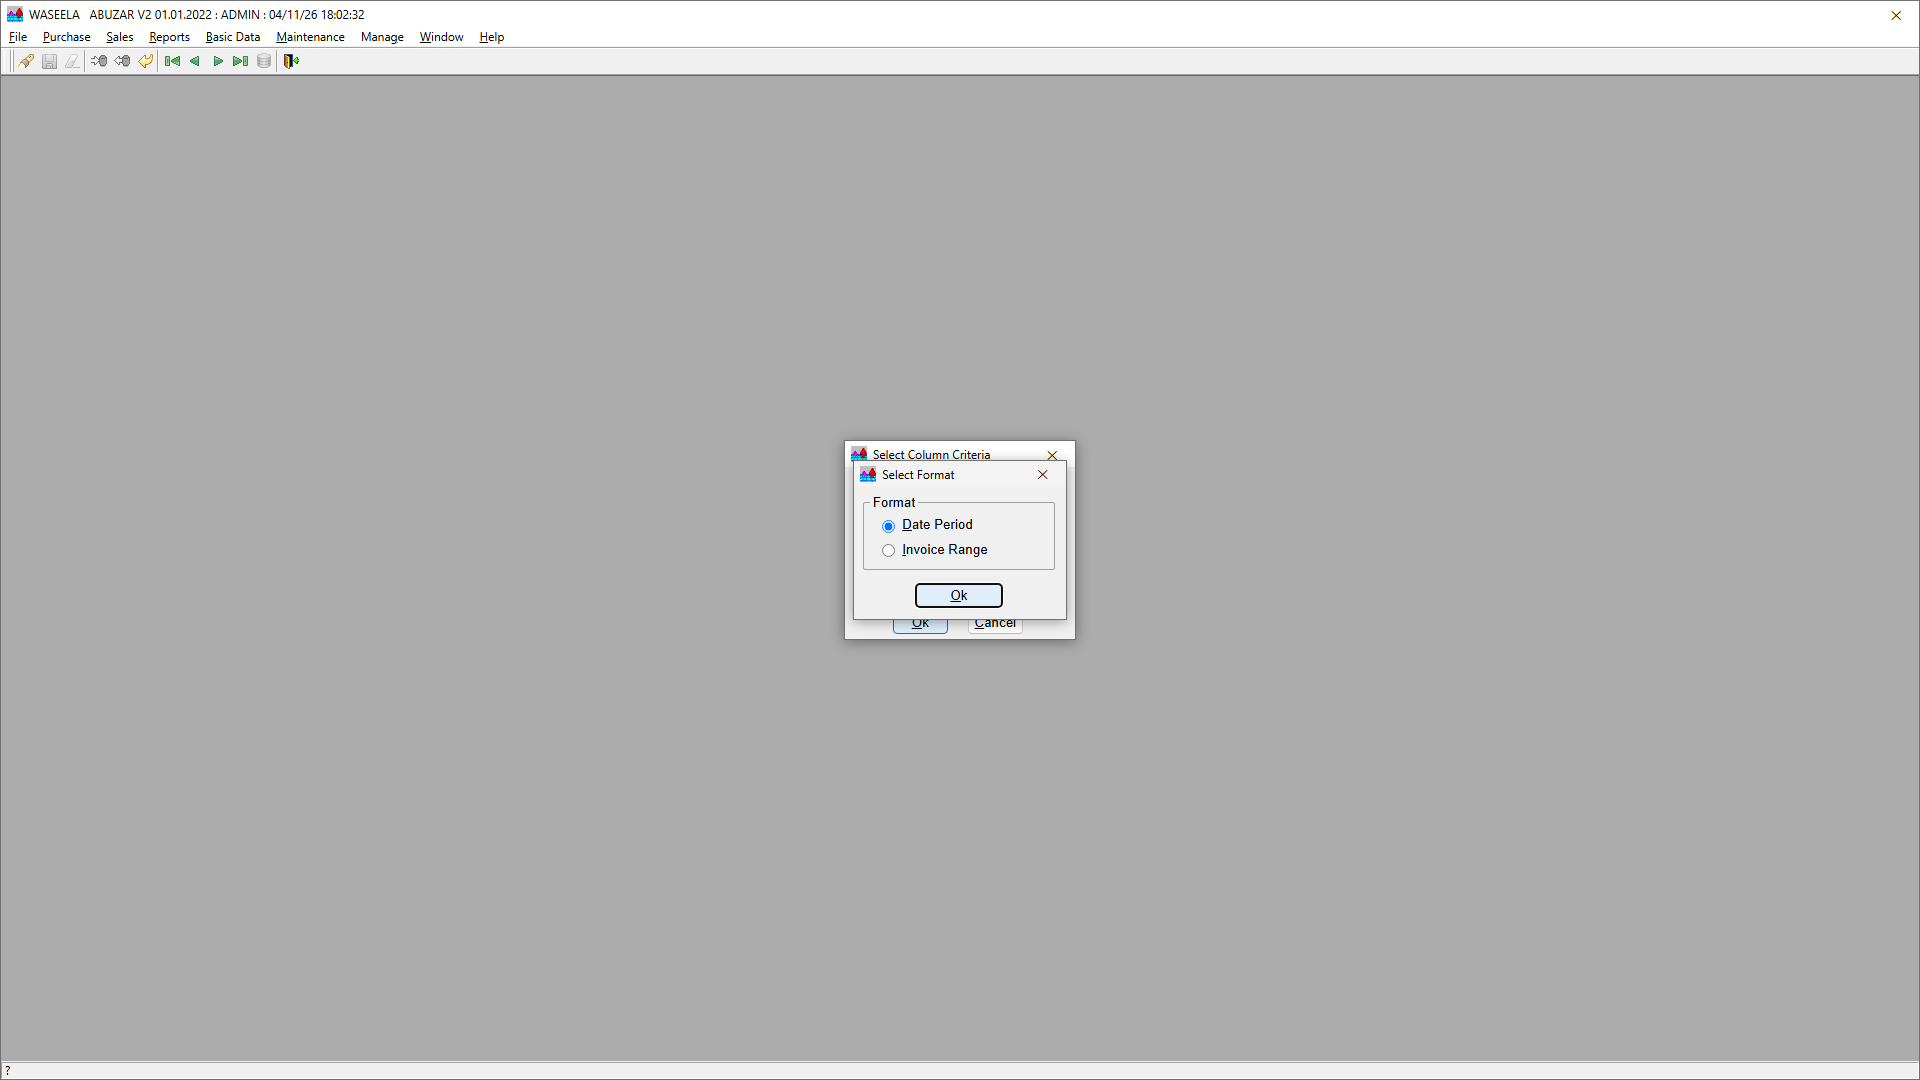 WASEELA   ABUZAR V2 01.01.2022 : ADMIN : 04/11/26 18:02:32
File Purchase Sales Reports Basic Data Maintenance Manage Window Help
Select Column Criteria
Select Format
Format
Date Period
Invoice Range
Ok
Ok Cancel
?